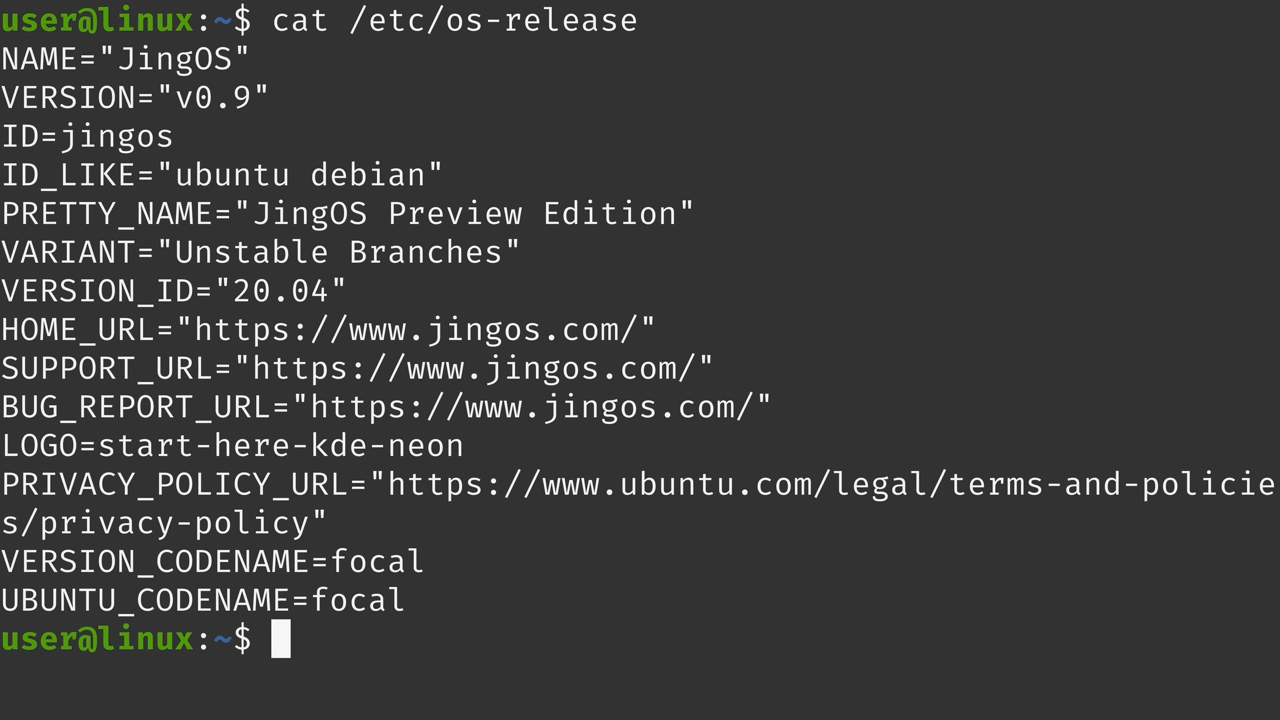 user@linux:~$ cat /etc/os-release
NAME="JingOS"
VERSION="v0.9"
ID=jingos
ID_LIKE="ubuntu debian"
PRETTY_NAME="JingOS Preview Edition"
VARIANT="Unstable Branches"
VERSION_ID="20.04"
HOME_URL="https://www.jingos.com/"
SUPPORT_URL="https://www.jingos.com/"
BUG_REPORT_URL="https://www.jingos.com/"
LOGO=start-here-kde-neon
PRIVACY_POLICY_URL="https://www.ubuntu.com/legal/terms-and-policie
s/privacy-policy"
VERSION_CODENAME=focal
UBUNTU_CODENAME=focal
user@linux:~$